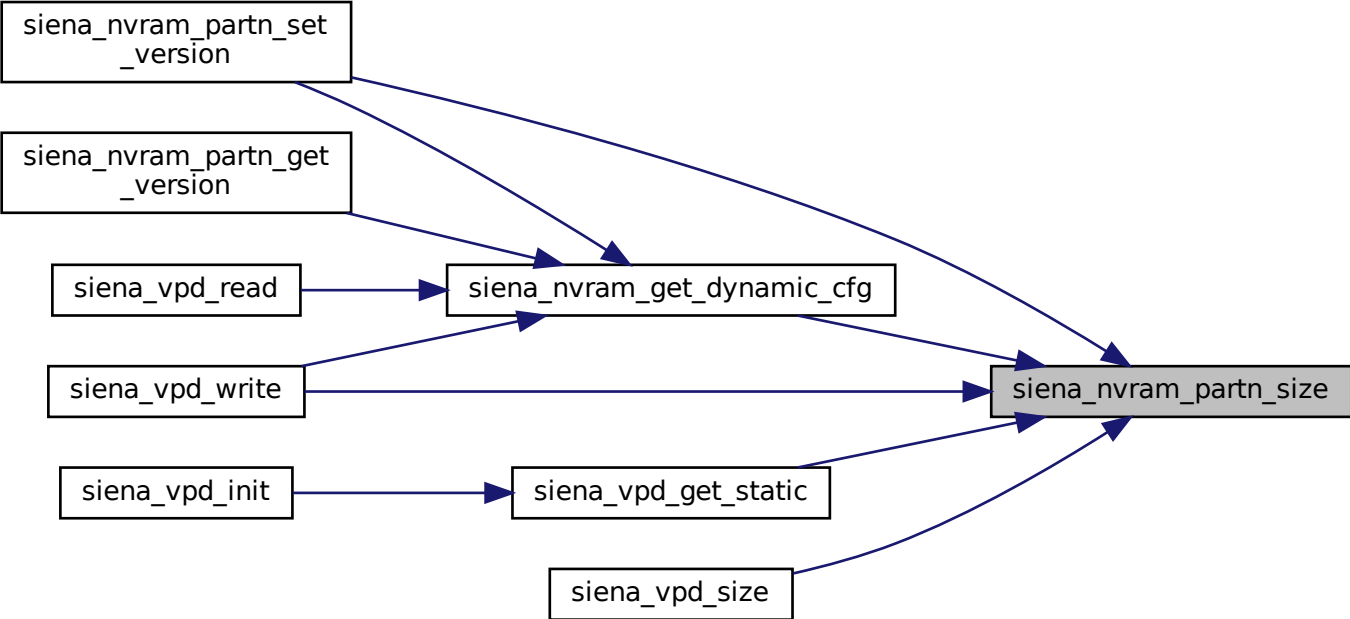 siena_nvram_partn_set
_version
siena_nvram_partn_get
_version
siena_vpd_read
siena_nvram_get_dynamic_cfg
siena_vpd_write
siena_nvram_partn_size
siena_vpd_init
siena_vpd_get_static
siena_vpd_size